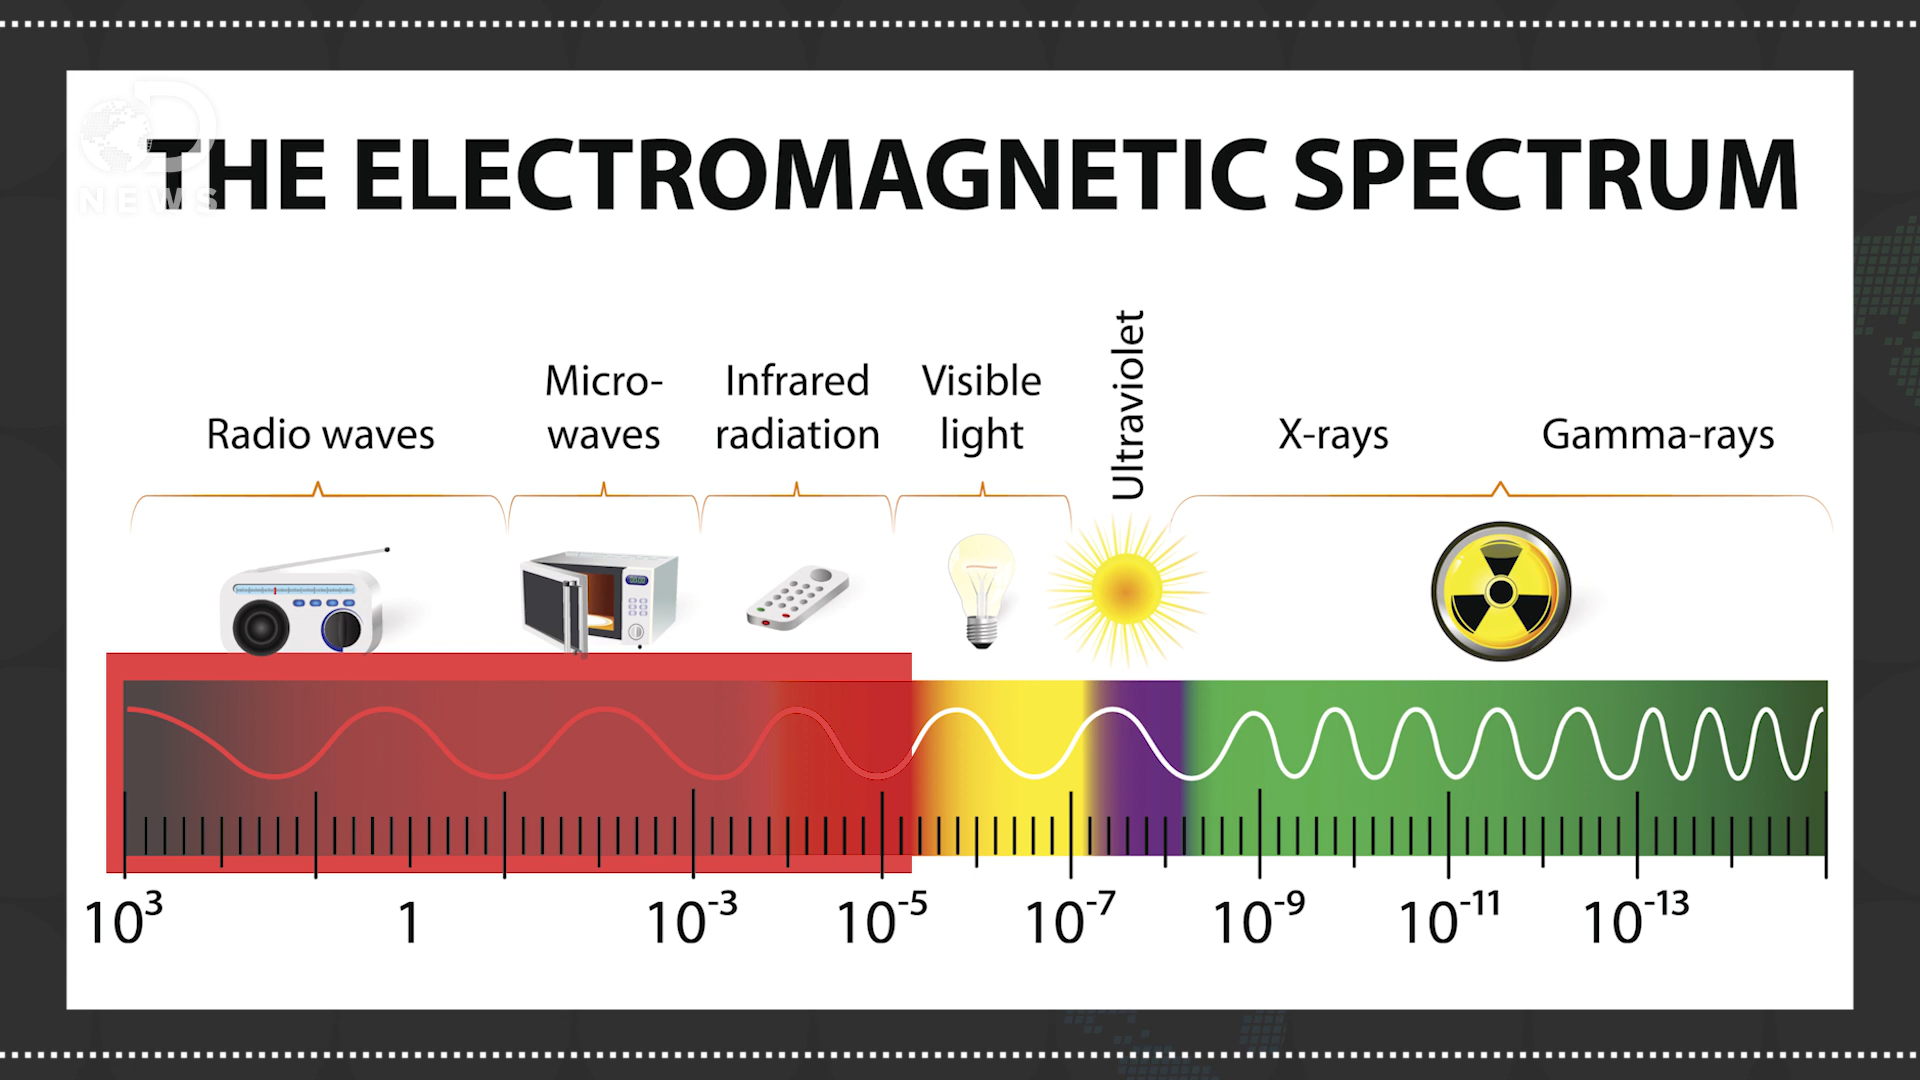 D
NEWS
THE ELECTROMAGNETIC SPECTRUM
Radio waves
Micro-
waves
Infrared
radiation
Visible
light
Ultraviolet
X-rays
Gamma-rays
10³
1
10⁻³
10⁻⁵
10⁻⁷
10⁻⁹
10⁻¹¹
10⁻¹³